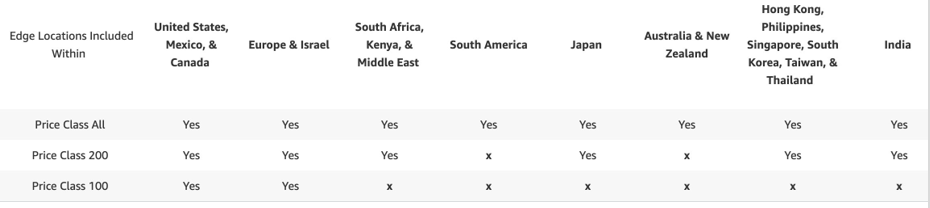 Edge Locations Included
Within
United States,
Mexico, &
Canada
Europe & Israel
South Africa,
Kenya, &
Middle East
South America
Japan
Australia & New
Zealand
Hong Kong,
Philippines,
Singapore, South
Korea, Taiwan, &
Thailand
India
Price Class All Yes Yes Yes Yes Yes Yes Yes Yes
Price Class 200 Yes Yes Yes x Yes x Yes Yes
Price Class 100 Yes Yes x x x x x x